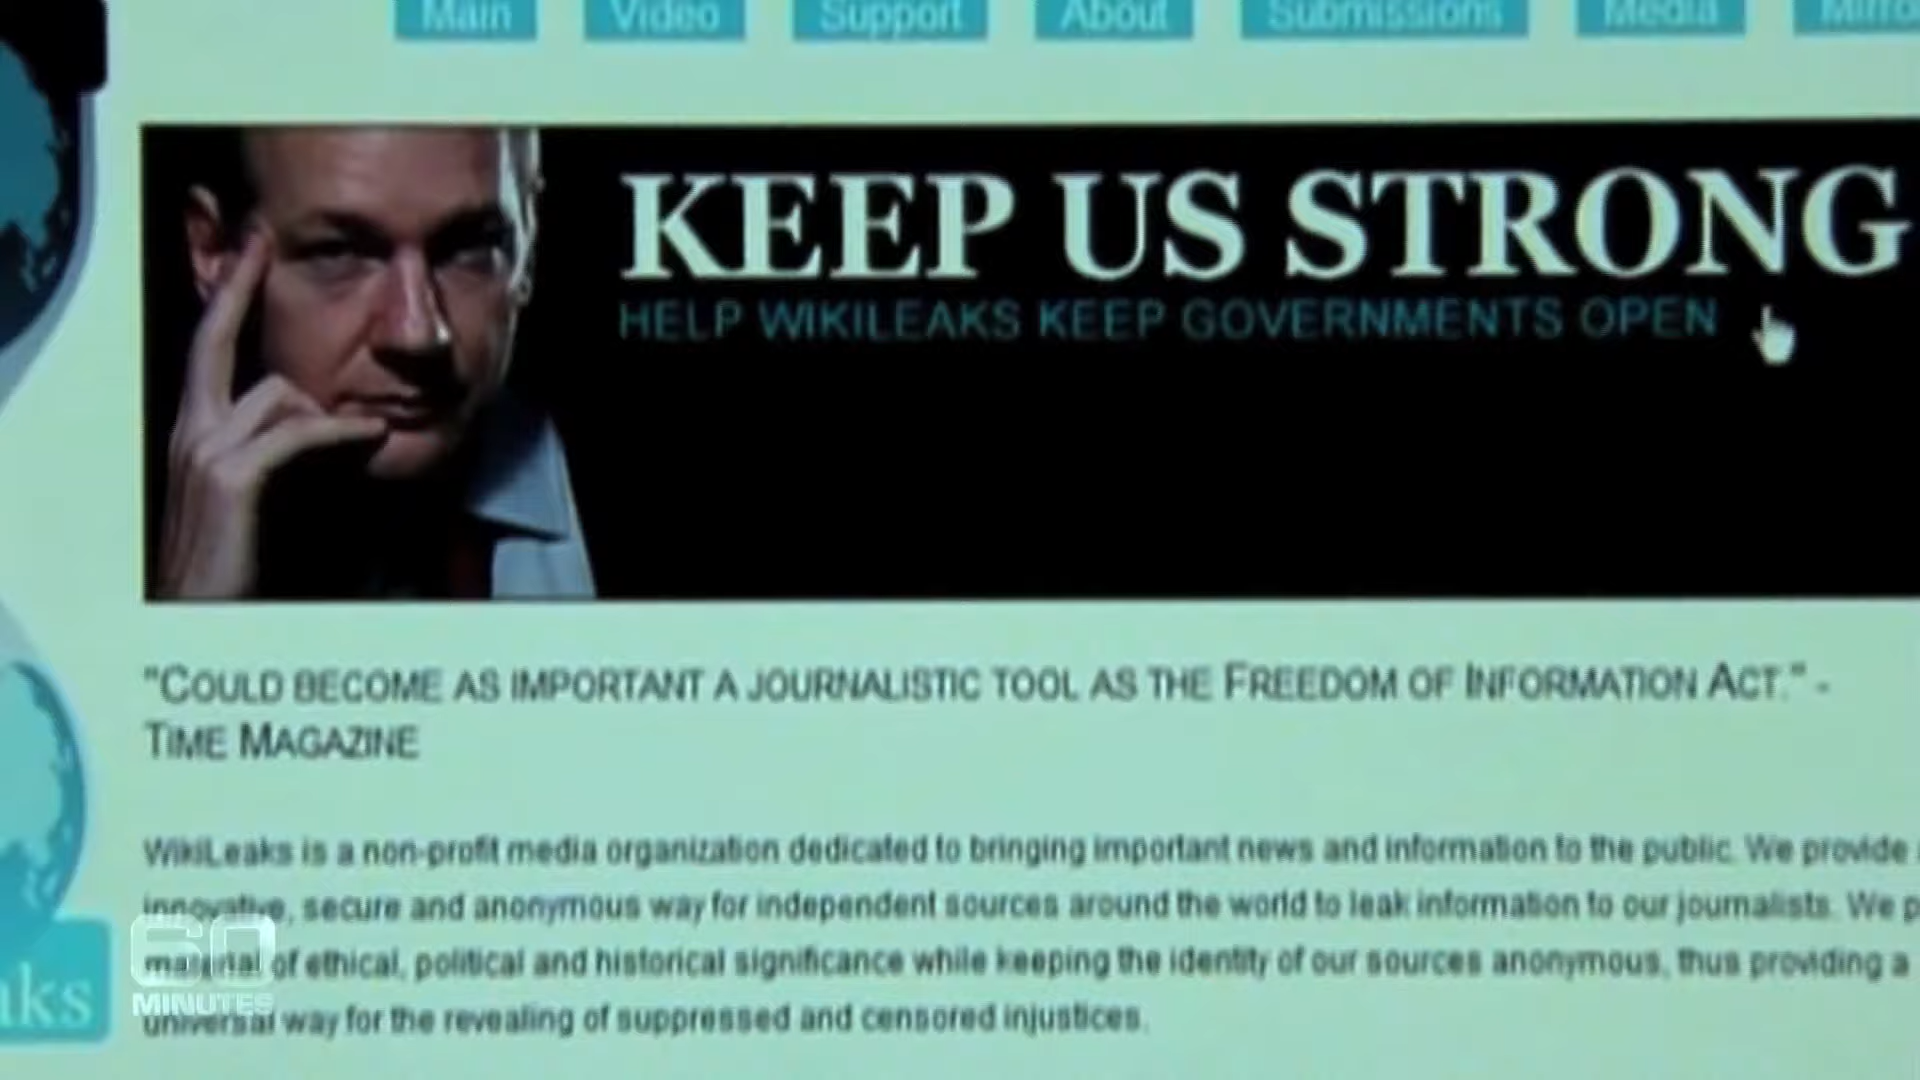 Main Video Support About Submissions Media
KEEP US STRONG
HELP WIKILEAKS KEEP GOVERNMENTS OPEN
"COULD BECOME AS IMPORTANT A JOURNALISTIC TOOL AS THE FREEDOM OF INFORMATION ACT." -
TIME MAGAZINE
WikiLeaks is a non-profit media organization dedicated to bringing important news and information to the public. We provide
innovative, secure and anonymous way for independent sources around the world to leak information to our journalists. We
material of ethical, political and historical significance while keeping the identity of our sources anonymous, thus providing a
universal way for the revealing of suppressed and censored injustices.
60
MINUTES
aks